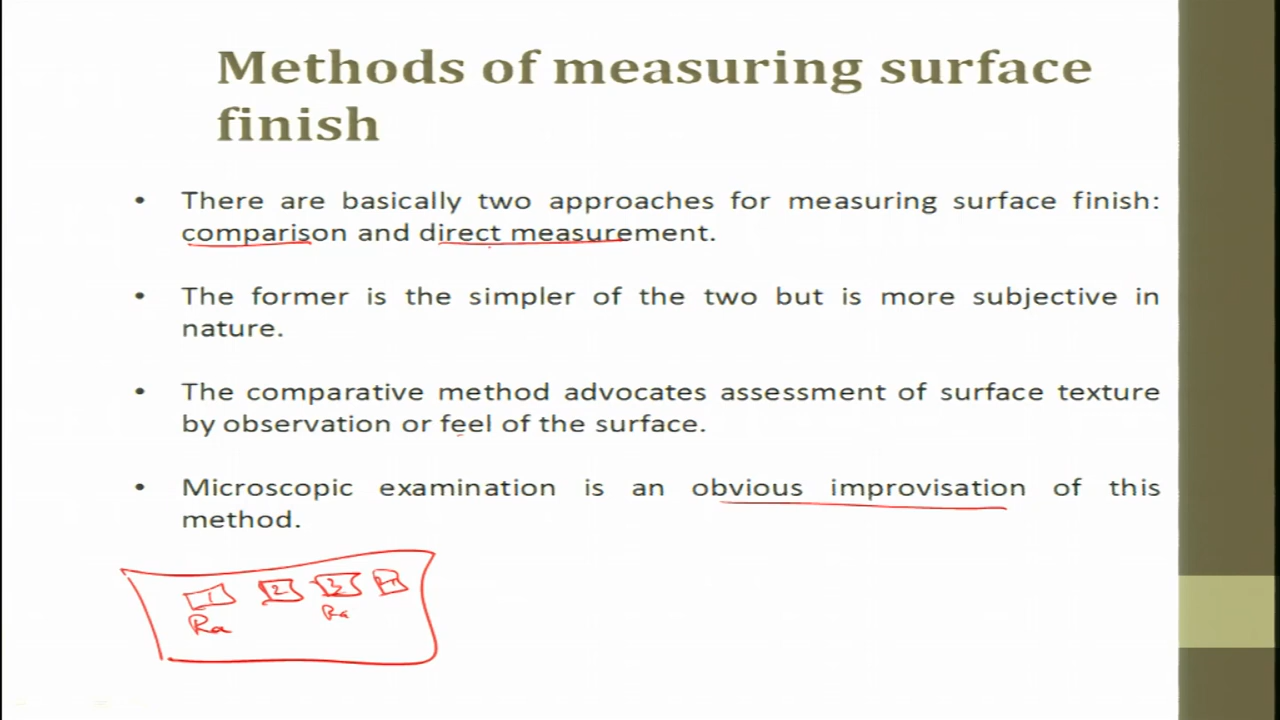 Methods of measuring surface
finish
• There are basically two approaches for measuring surface finish:
comparison and direct measurement.
• The former is the simpler of the two but is more subjective in
nature.
• The comparative method advocates assessment of surface texture
by observation or feel of the surface.
• Microscopic examination is an obvious improvisation of this
method.
1 2 3
Ra Ra